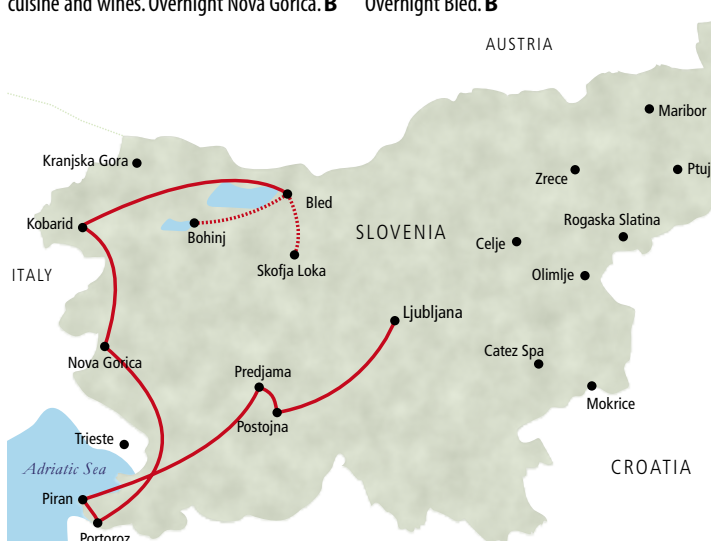 cuisine and wines. Overnight Nova Gorica. B
Overnight Bled. B
AUSTRIA
Maribor
Kranjska Gora
Ptuj
Zrece
Bled
Kobarid
Rogaska Slatina
Bohinj
SLOVENIA
Celje
Skofja Loka
ITALY
Olimlje
Ljubljana
Catez Spa
Nova Gorica
Predjama
Mokrice
Postojna
Trieste
Adriatic Sea
CROATIA
Piran
Portoroz